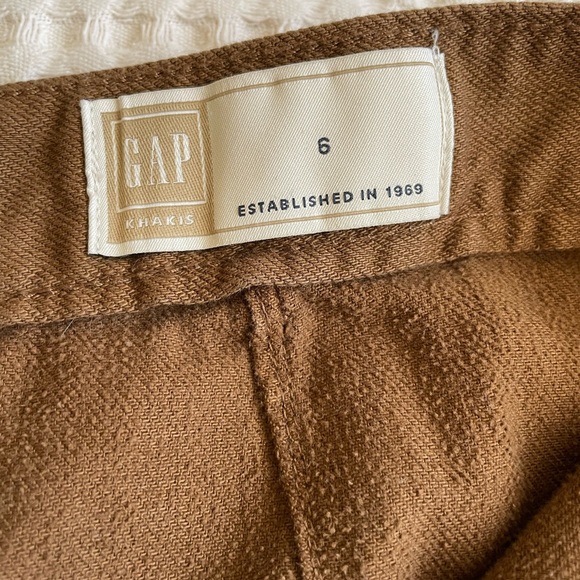 GAP
KHAKIS
6
ESTABLISHED IN 1969